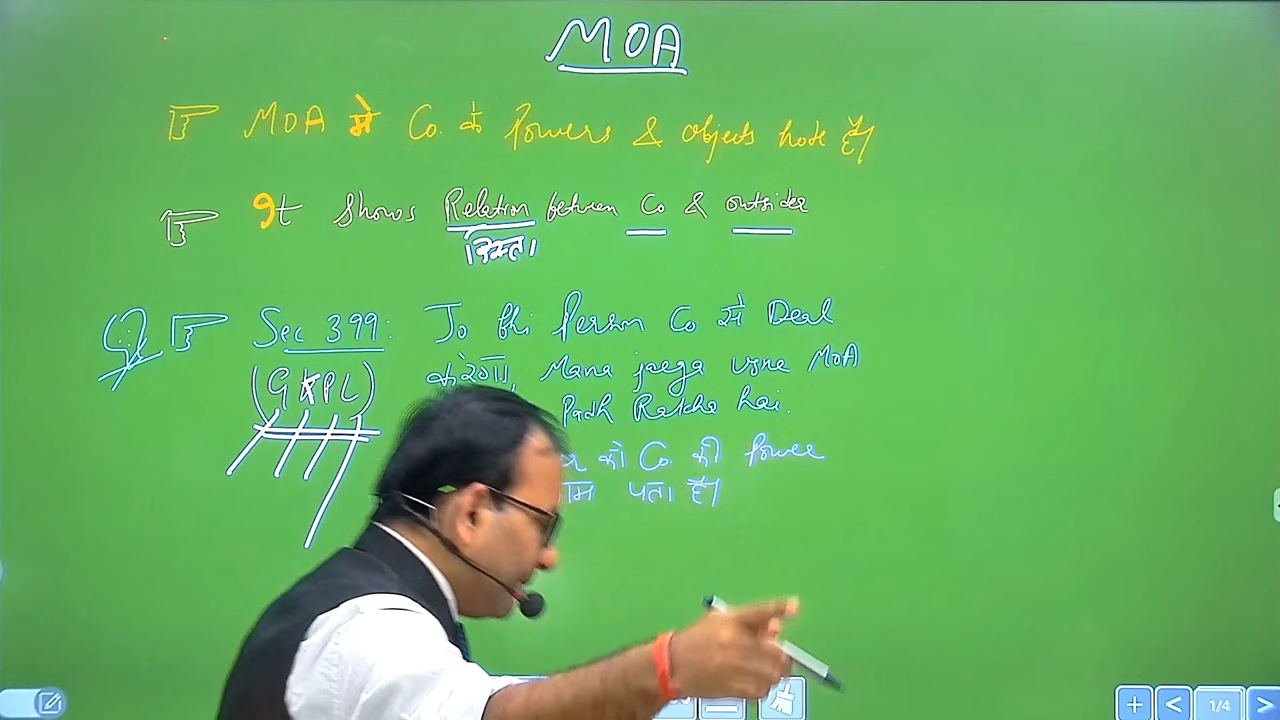 MOA
MOA में Co. के Powers & objects hote हैं।
It shows Relation between Co & outsider
Sec 399: Jo bhi Person Co से Deal
करेगा, Mana jaega usne MOA
Padh Rakha hai.
को Co. की Power
पता है।
1/4